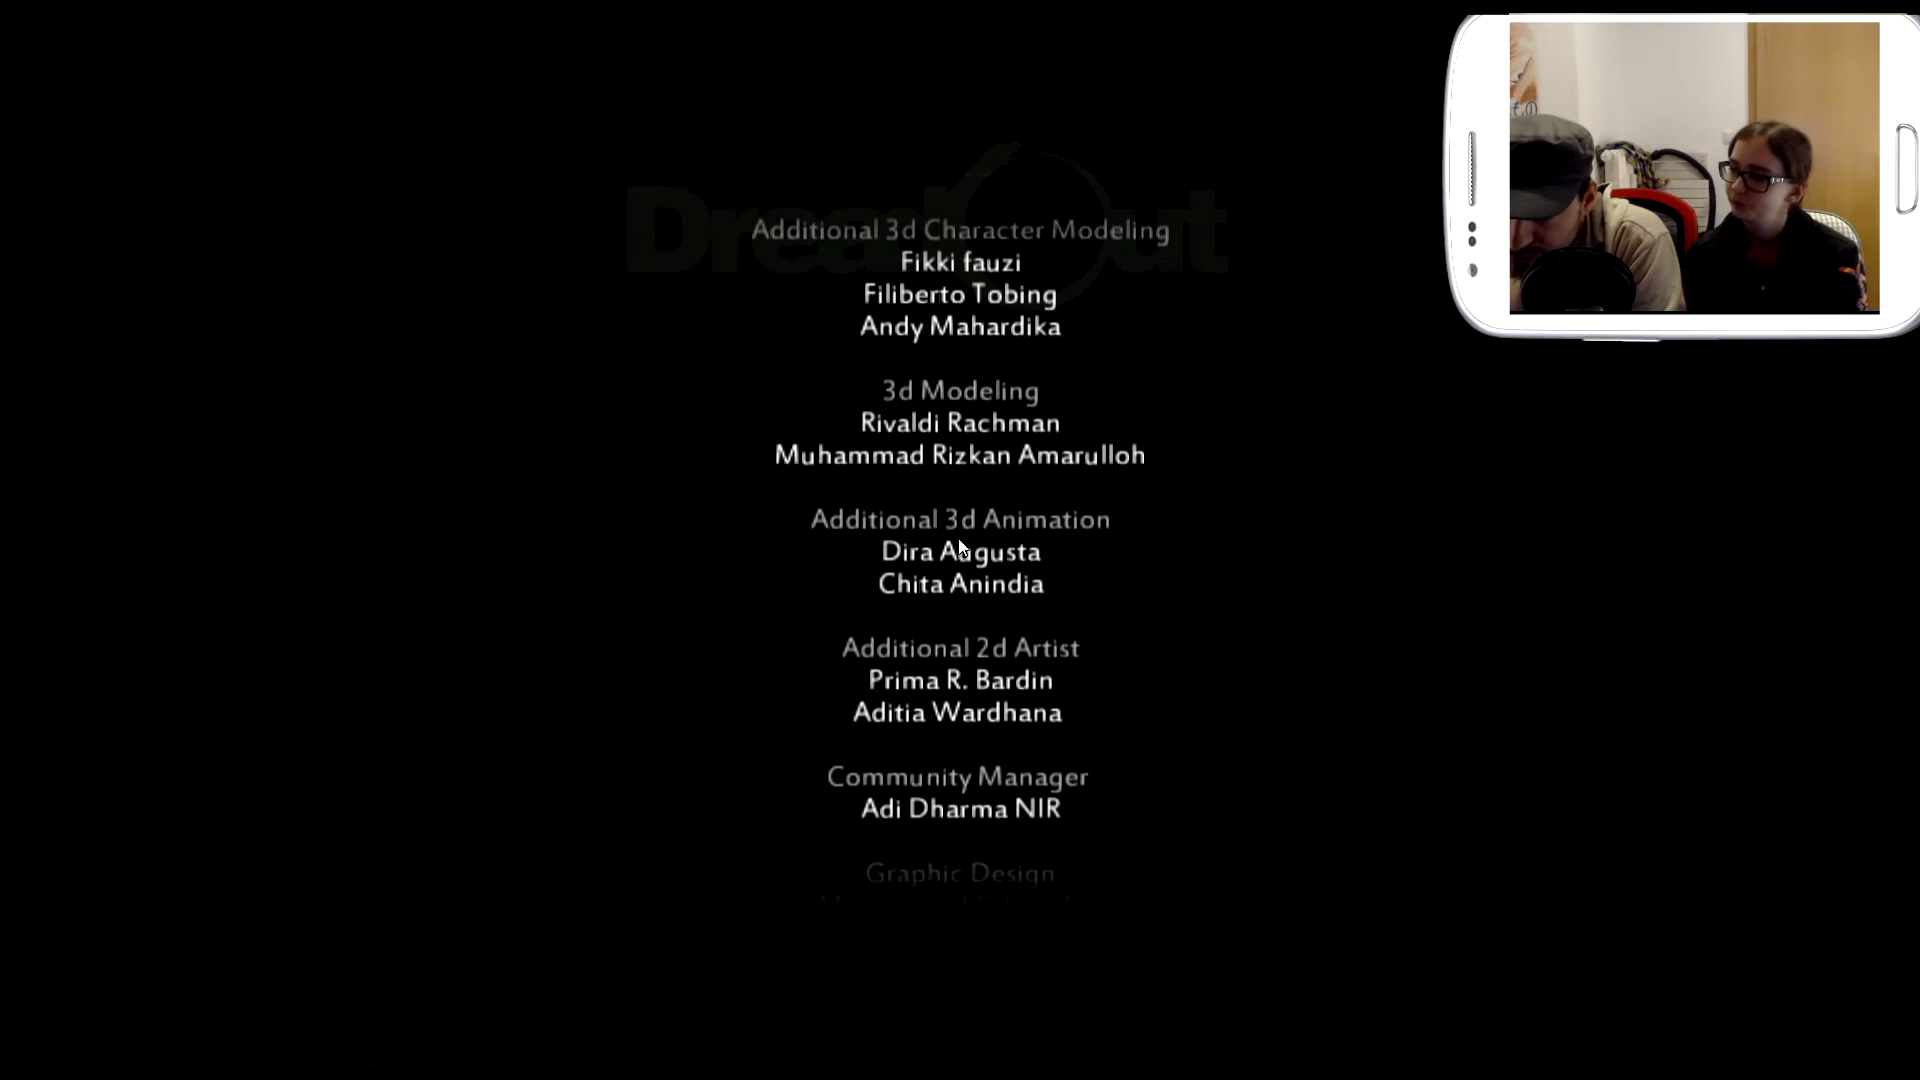 Additional 3d Character Modeling
Fikki fauzi
Filiberto Tobing
Andy Mahardika
3d Modeling
Rivaldi Rachman
Muhammad Rizkan Amarulloh
Additional 3d Animation
Dira Augusta
Chita Anindia
Additional 2d Artist
Prima R. Bardin
Aditia Wardhana
Community Manager
Adi Dharma NIR
Graphic Design